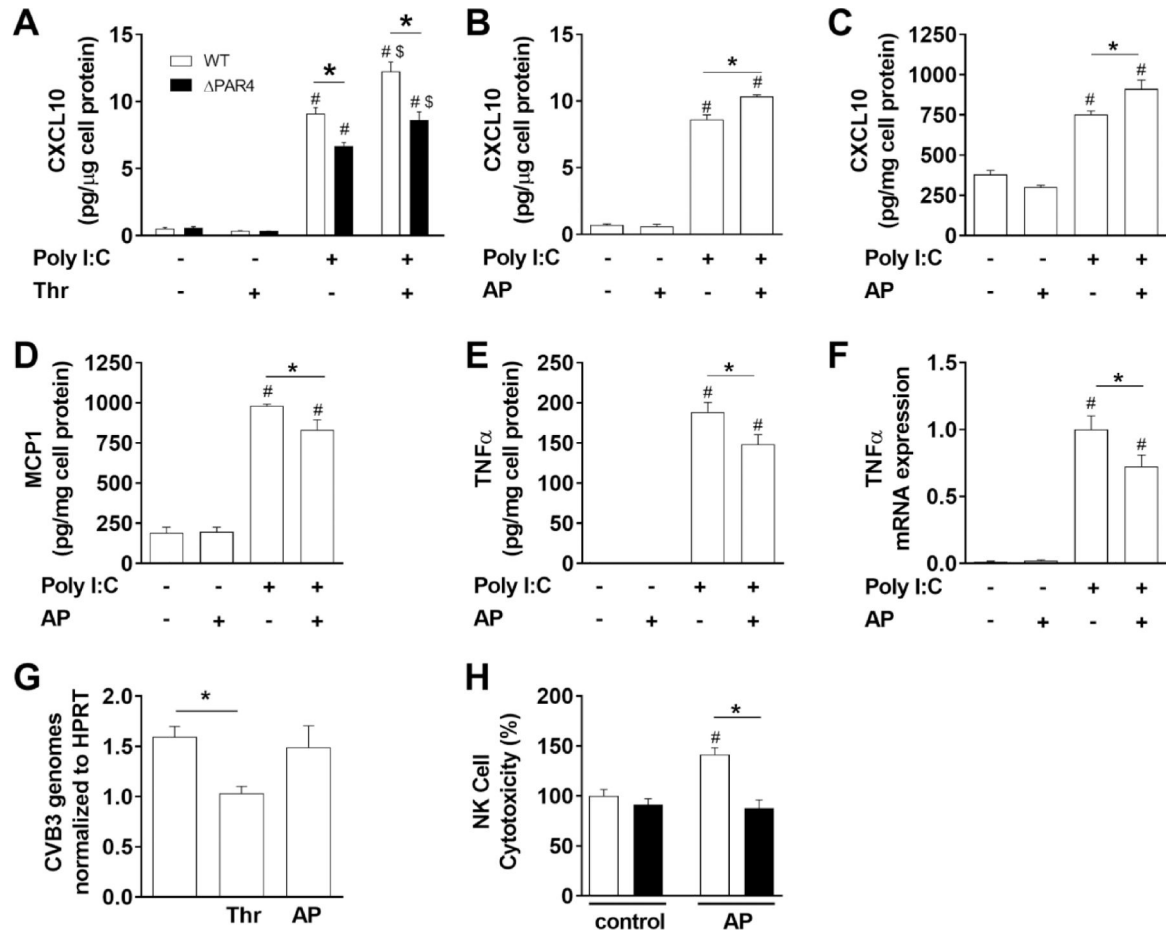 A
CXCL10
(pg/μg cell protein)
15
10
5
0
WT
ΔPAR4
#
*
#
# $
*
# $
Poly I:C - - + +
Thr - + - +
B
CXCL10
(pg/μg cell protein)
15
10
5
0
#
*
#
Poly I:C - - + +
AP - + - +
C
CXCL10
(pg/mg cell protein)
1250
1000
750
500
250
0
#
*
#
Poly I:C - - + +
AP - + - +
D
MCP1
(pg/mg cell protein)
1250
1000
750
500
250
0
#
*
#
Poly I:C - - + +
AP - + - +
E
TNFα
(pg/mg cell protein)
250
200
150
100
50
0
#
*
#
Poly I:C - - + +
AP - + - +
F
TNFα
mRNA expression
1.5
1.0
0.5
0.0
#
*
#
Poly I:C - - + +
AP - + - +
G
CVB3 genomes
normalized to HPRT
2.0
1.5
1.0
0.5
0.0
*
Thr AP
H
NK Cell
Cytotoxicity (%)
200
150
100
50
0
#
*
control AP